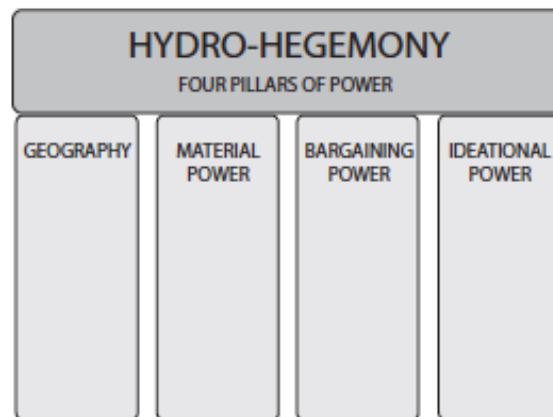 HYDRO-HEGEMONY
FOUR PILLARS OF POWER
GEOGRAPHY
MATERIAL
POWER
BARGAINING
POWER
IDEATIONAL
POWER